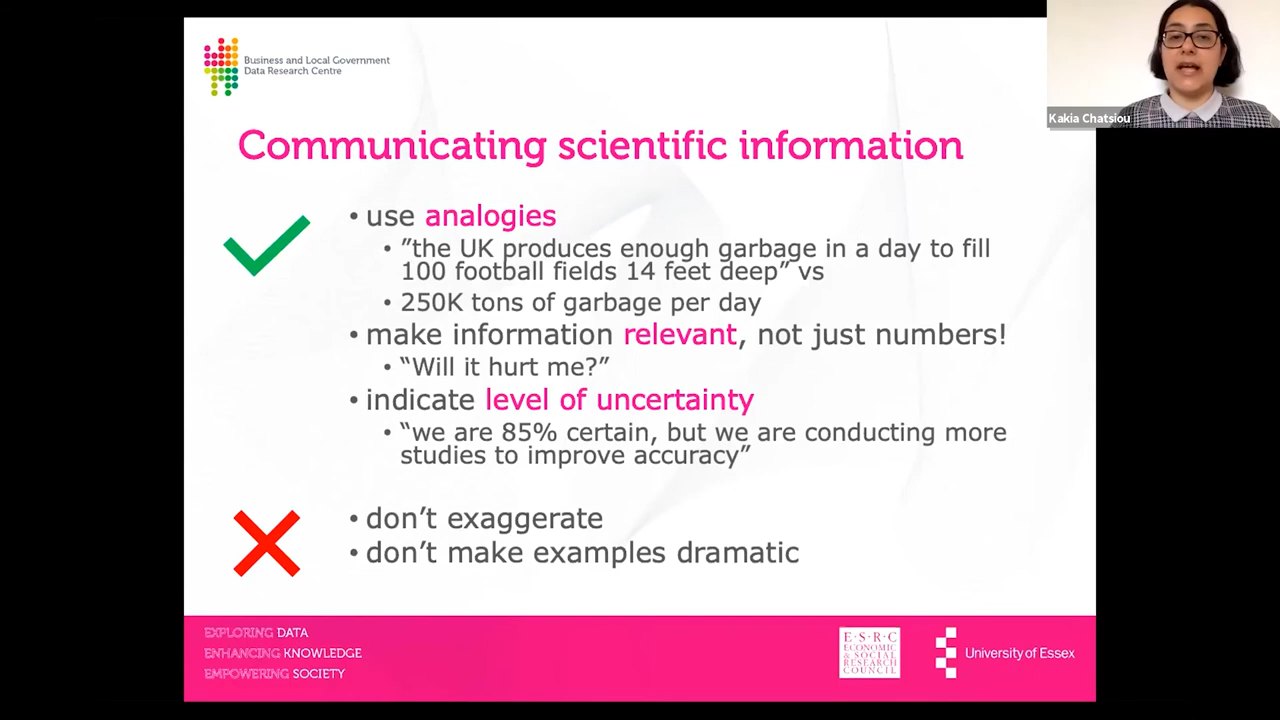 Business and Local Government
Data Research Centre
Kakia Chatsiou
Communicating scientific information
• use analogies
• ”the UK produces enough garbage in a day to fill
100 football fields 14 feet deep” vs
• 250K tons of garbage per day
• make information relevant, not just numbers!
• “Will it hurt me?”
• indicate level of uncertainty
• “we are 85% certain, but we are conducting more
studies to improve accuracy”
• don’t exaggerate
• don’t make examples dramatic
EXPLORING DATA
ENHANCING KNOWLEDGE
EMPOWERING SOCIETY
E·S·R·C
ECONOMIC
& SOCIAL
RESEARCH
COUNCIL
University of Essex